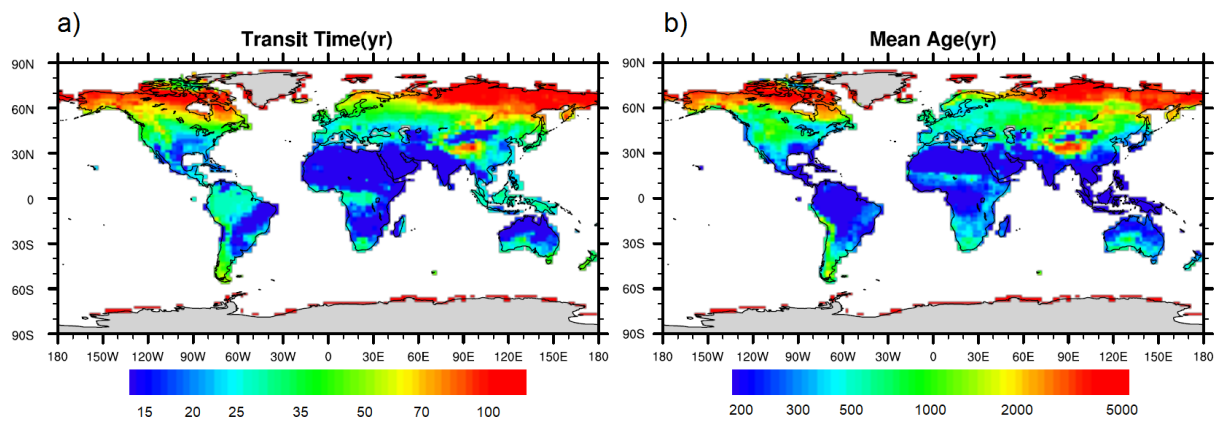 a)
Transit Time(yr)
90N
60N
30N
0
30S
60S
90S
180 150W 120W 90W 60W 30W 0 30E 60E 90E 120E 150E 180
15 20 25 35 50 70 100
b)
Mean Age(yr)
90N
60N
30N
0
30S
60S
90S
180 150W 120W 90W 60W 30W 0 30E 60E 90E 120E 150E 180
200 300 500 1000 2000 5000